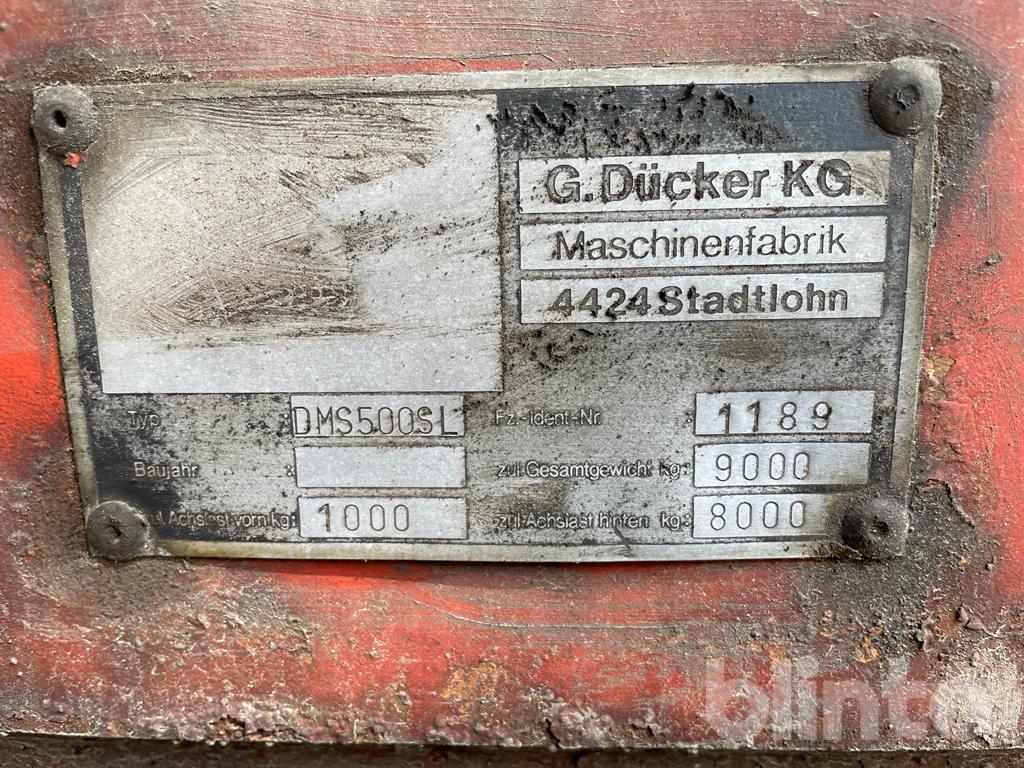 G.Dücker KG.
Maschinenfabrik
4424 Stadtlohn
Typ : DMS500SL Fz.-Ident-Nr. 1189
Baujahr : zul Gesamtgewicht kg: 9000
zul Achslast vorn kg: 1000 zul Achslast hinten kg: 8000
blinto